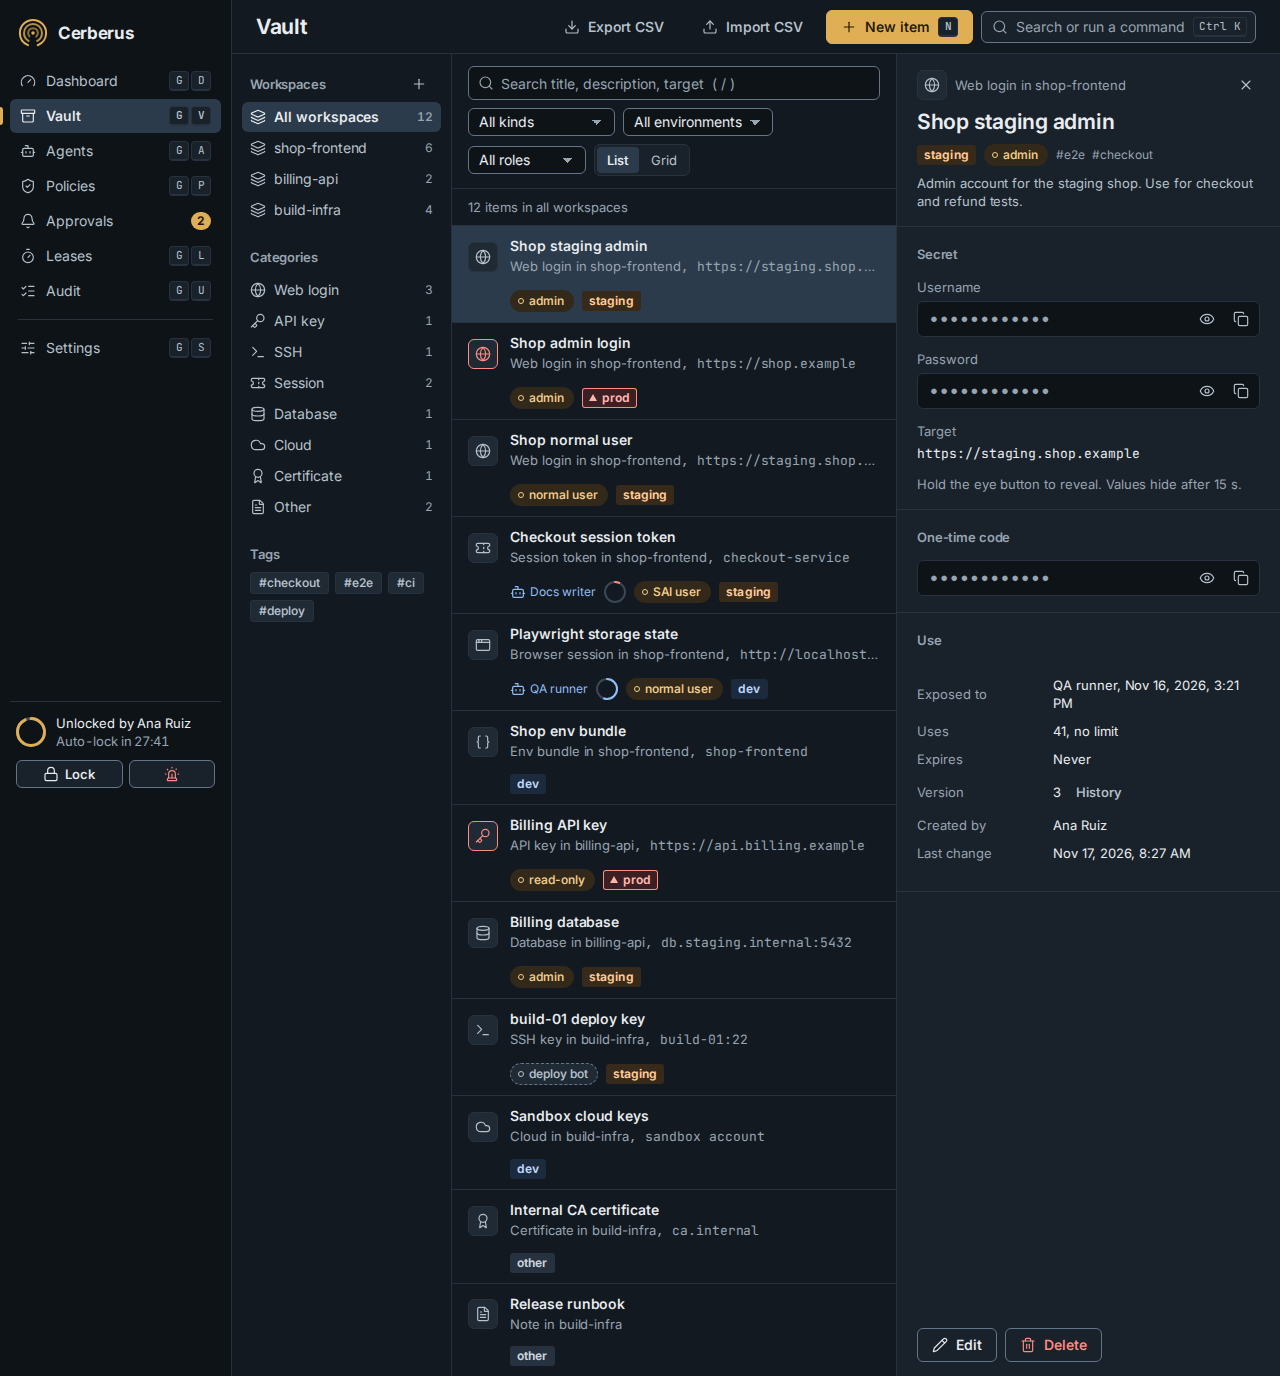 Cerberus
Dashboard G D
Vault G V
Agents G A
Policies G P
Approvals 2
Leases G L
Audit G U
Settings G S
Unlocked by Ana Ruiz
Auto-lock in 27:41
Lock
Vault
Export CSV
Import CSV
New item N
Search or run a command Ctrl K
Workspaces
All workspaces 12
shop-frontend 6
billing-api 2
build-infra 4
Categories
Web login 3
API key 1
SSH 1
Session 2
Database 1
Cloud 1
Certificate 1
Other 2
Tags
#checkout #e2e #ci
#deploy
Search title, description, target ( / )
All kinds All environments
All roles List Grid
12 items in all workspaces
Shop staging admin
Web login in shop-frontend, https://staging.shop.…
admin staging
Shop admin login
Web login in shop-frontend, https://shop.example
admin prod
Shop normal user
Web login in shop-frontend, https://staging.shop.…
normal user staging
Checkout session token
Session token in shop-frontend, checkout-service
Docs writer SAI user staging
Playwright storage state
Browser session in shop-frontend, http://localhost…
QA runner normal user dev
Shop env bundle
Env bundle in shop-frontend, shop-frontend
dev
Billing API key
API key in billing-api, https://api.billing.example
read-only prod
Billing database
Database in billing-api, db.staging.internal:5432
admin staging
build-01 deploy key
SSH key in build-infra, build-01:22
deploy bot staging
Sandbox cloud keys
Cloud in build-infra, sandbox account
dev
Internal CA certificate
Certificate in build-infra, ca.internal
other
Release runbook
Note in build-infra
other
Web login in shop-frontend
Shop staging admin
staging admin #e2e #checkout
Admin account for the staging shop. Use for checkout
and refund tests.
Secret
Username
●●●●●●●●●●●●
Password
●●●●●●●●●●●●
Target
https://staging.shop.example
Hold the eye button to reveal. Values hide after 15 s.
One-time code
●●●●●●●●●●●●
Use
Exposed to QA runner, Nov 16, 2026, 3:21
PM
Uses 41, no limit
Expires Never
Version 3 History
Created by Ana Ruiz
Last change Nov 17, 2026, 8:27 AM
Edit Delete